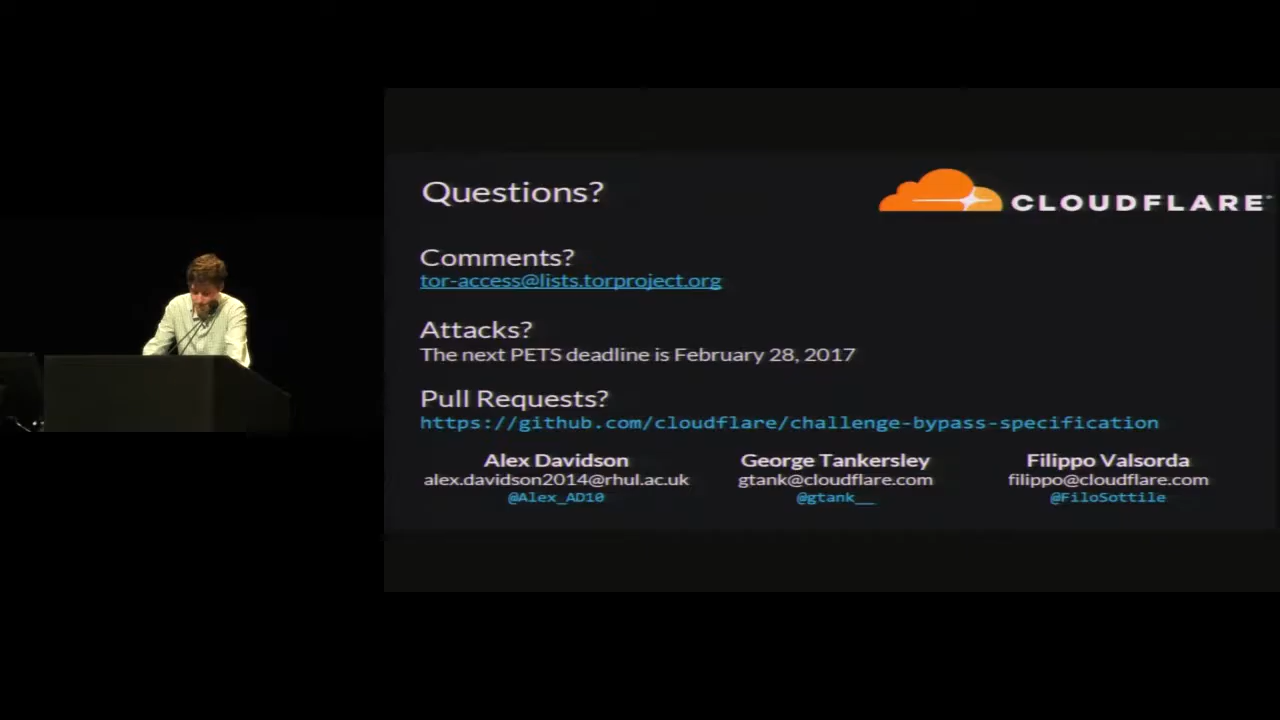 Questions?
CLOUDFLARE
Comments?
tor-access@lists.torproject.org
Attacks?
The next PETS deadline is February 28, 2017
Pull Requests?
https://github.com/cloudflare/challenge-bypass-specification
Alex Davidson George Tankersley Filippo Valsorda
alex.davidson2014@rhul.ac.uk gtank@cloudflare.com filippo@cloudflare.com
@Alex_AD10 @gtank__ @FiloSottile